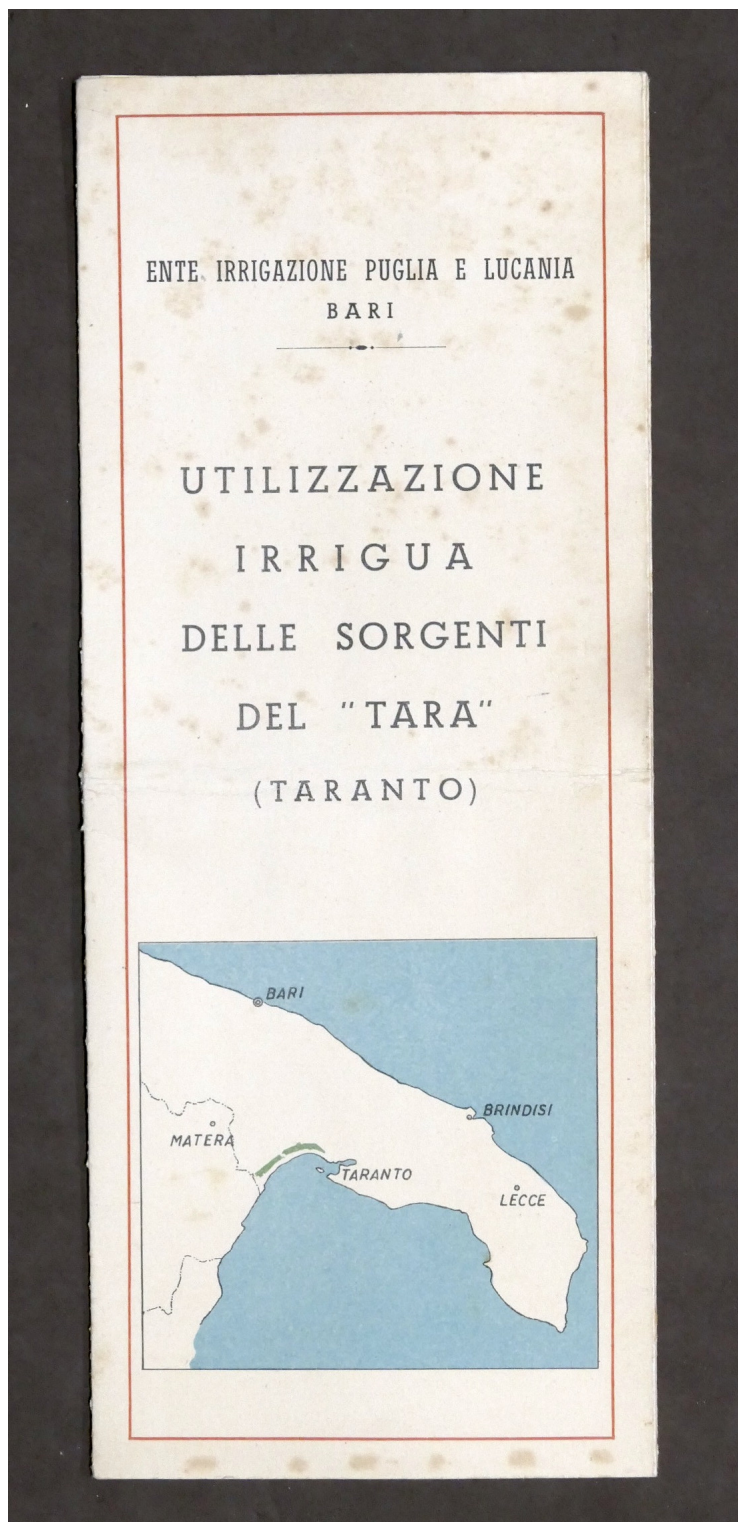 ENTE IRRIGAZIONE PUGLIA E LUCANIA
BARI
UTILIZZAZIONE
IRRIGUA
DELLE SORGENTI
DEL "TARA"
(TARANTO)
BARI
BRINDISI
MATERA
TARANTO
LECCE